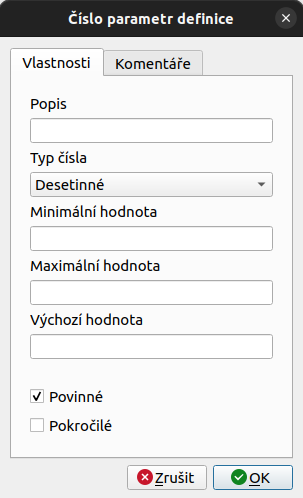 Číslo parametr definice
Vlastnosti
Komentáře
Popis
Typ čísla
Desetinné
Minimální hodnota
Maximální hodnota
Výchozí hodnota
Povinné
Pokročilé
Zrušit
OK